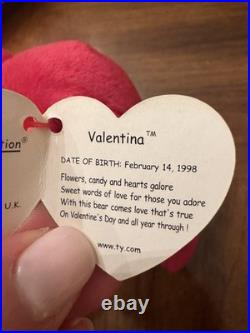 Valentina™
DATE OF BIRTH: February 14, 1998
Flowers, candy and hearts galore
Sweet words of love for those you adore
With this bear comes love that's true
On Valentine's Day and all year through !
www.ty.com
U.K.